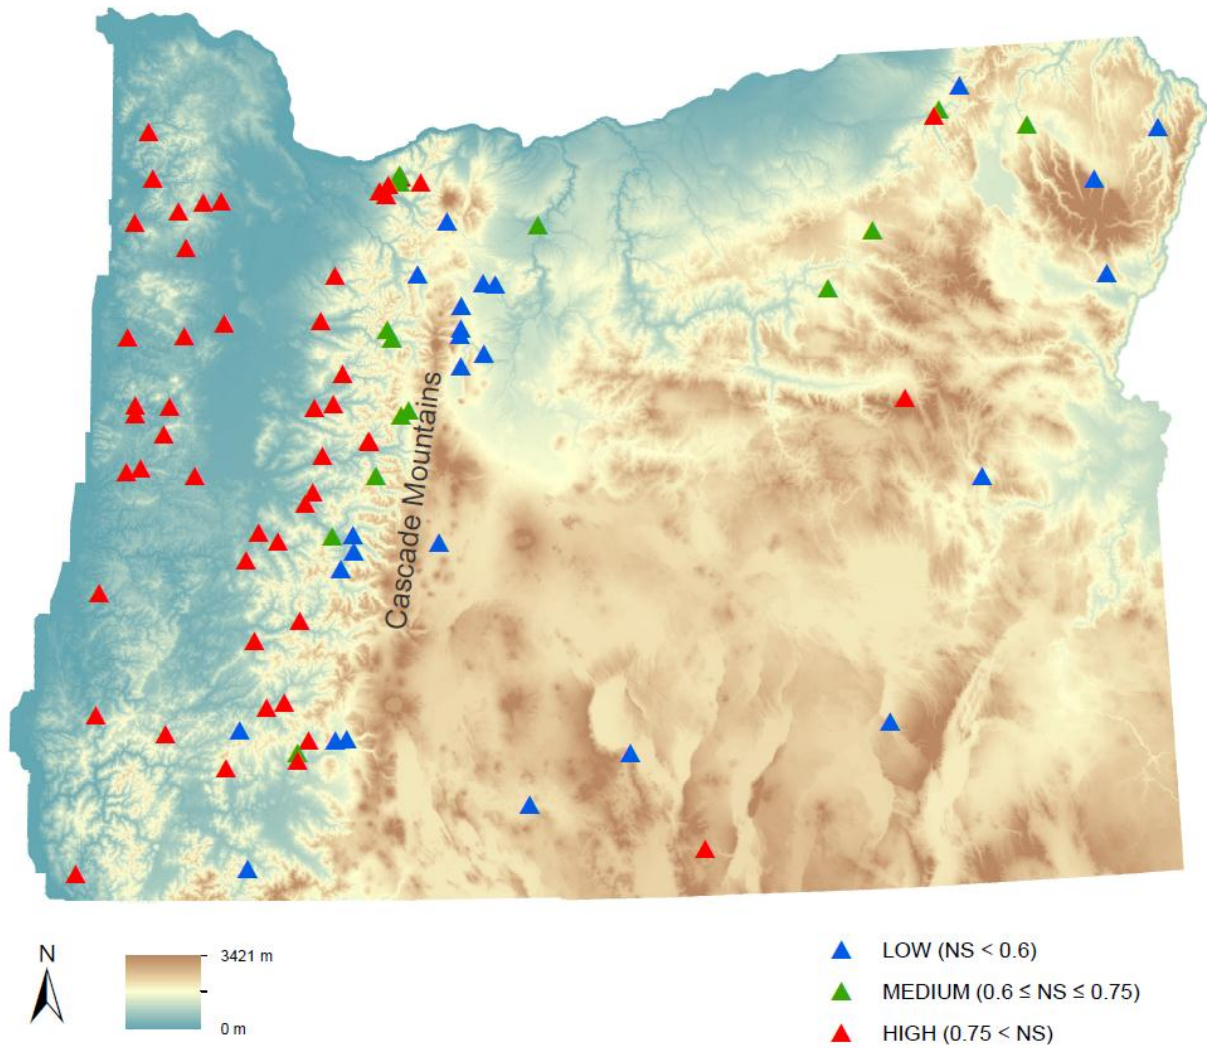 Cascade Mountains
N
3421 m
0 m
LOW (NS < 0.6)
MEDIUM (0.6 ≤ NS ≤ 0.75)
HIGH (0.75 < NS)